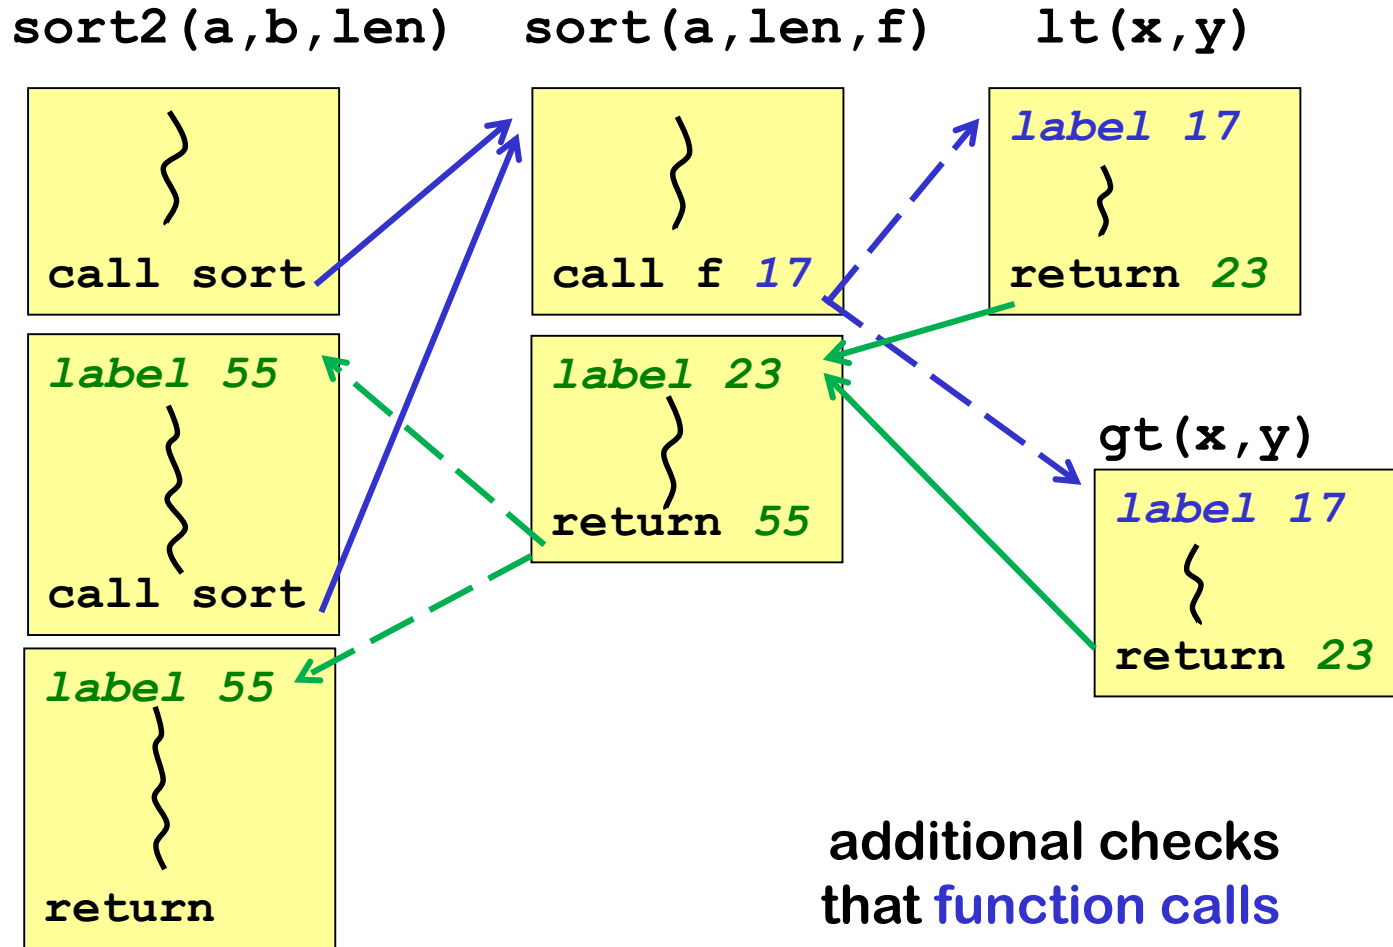 sort2(a,b,len)
sort(a,len,f)
lt(x,y)
call sort
label 55
call sort
label 55
return
call f 17
label 23
return 55
label 17
return 23
gt(x,y)
label 17
return 23
additional checks
that function calls